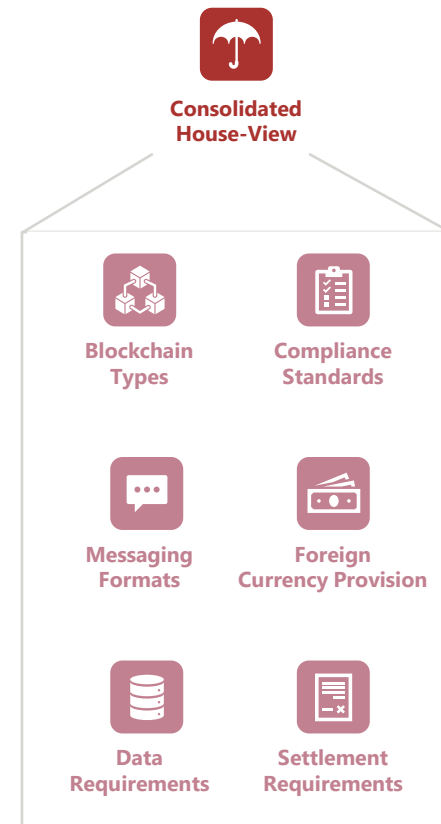 Consolidated
House-View
Blockchain
Types
Compliance
Standards
Messaging
Formats
Foreign
Currency Provision
Data
Requirements
Settlement
Requirements